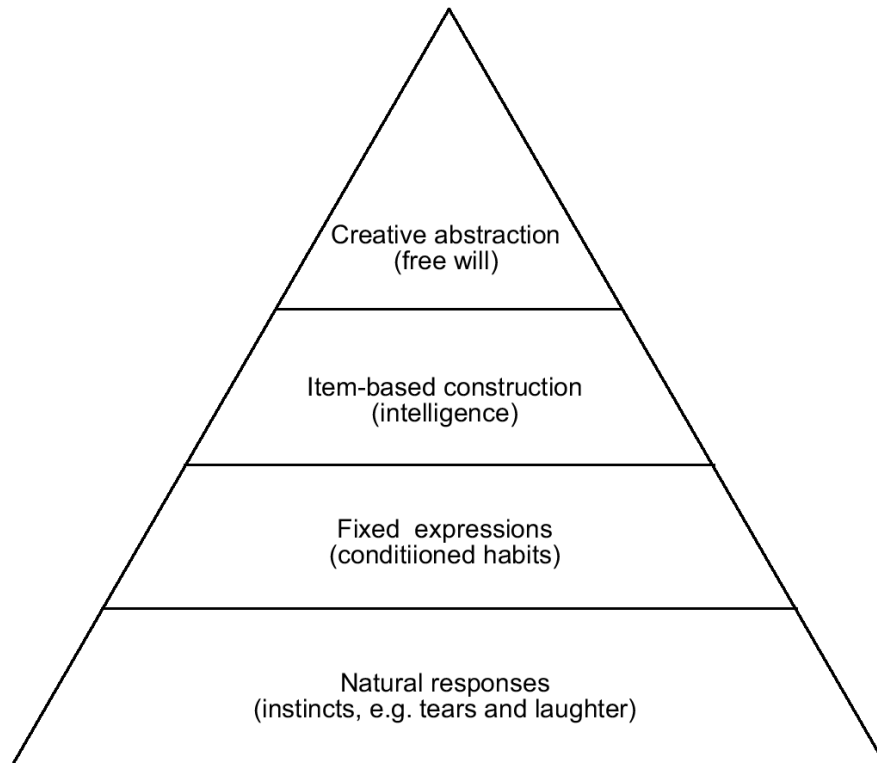 Creative abstraction
(free will)
Item-based construction
(intelligence)
Fixed  expressions
(conditiioned habits)
Natural responses
(instincts, e.g. tears and laughter)